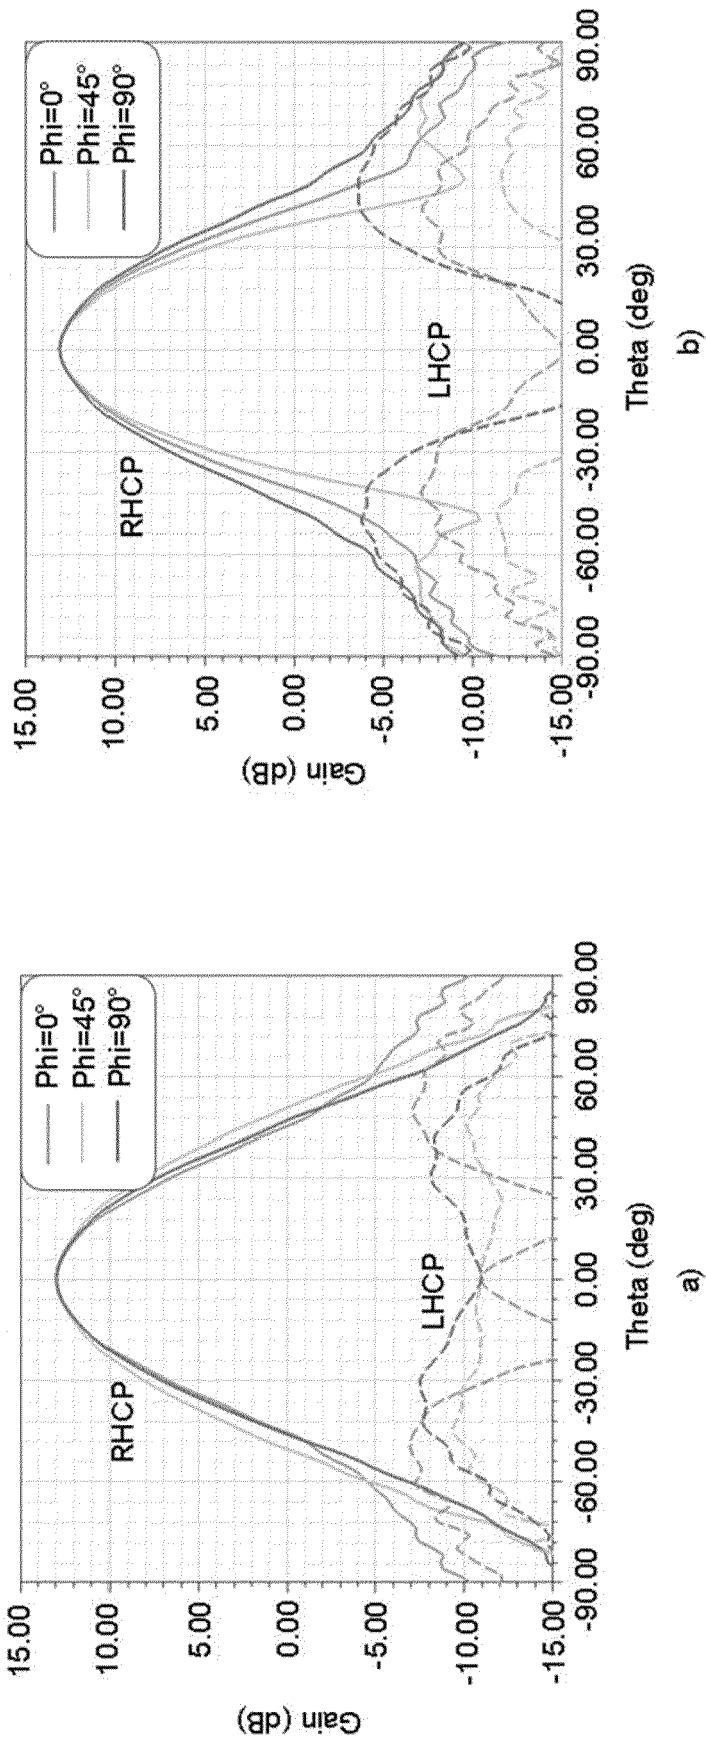 15.00
10.00
5.00
0.00
-5.00
-10.00
-15.00
Gain (dB)
RHCP
LHCP
Phi=0°
Phi=45°
Phi=90°
-90.00 -60.00 -30.00 0.00 30.00 60.00 90.00
Theta (deg)
a)
15.00
10.00
5.00
0.00
-5.00
-10.00
-15.00
Gain (dB)
RHCP
LHCP
Phi=0°
Phi=45°
Phi=90°
-90.00 -60.00 -30.00 0.00 30.00 60.00 90.00
Theta (deg)
b)